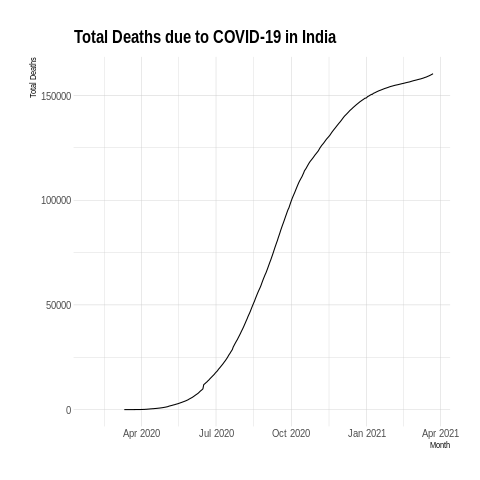 Total Deaths due to COVID-19 in India
Total Deaths
150000
100000
50000
0
Apr 2020 Jul 2020 Oct 2020 Jan 2021 Apr 2021
Month